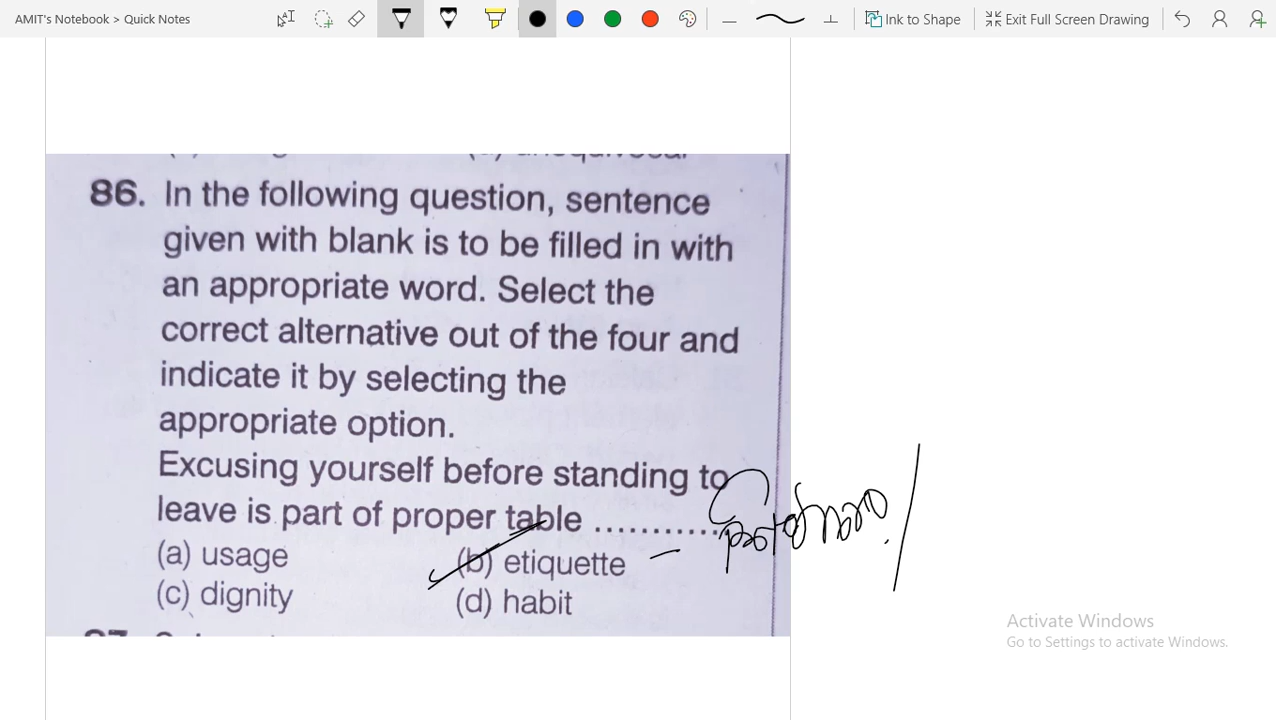 AMIT's Notebook > Quick Notes
Ink to Shape
Exit Full Screen Drawing
86. In the following question, sentence
given with blank is to be filled in with
an appropriate word. Select the
correct alternative out of the four and
indicate it by selecting the
appropriate option.
Excusing yourself before standing to
leave is part of proper table ............
(a) usage (b) etiquette –
(c) dignity (d) habit
Activate Windows
Go to Settings to activate Windows.